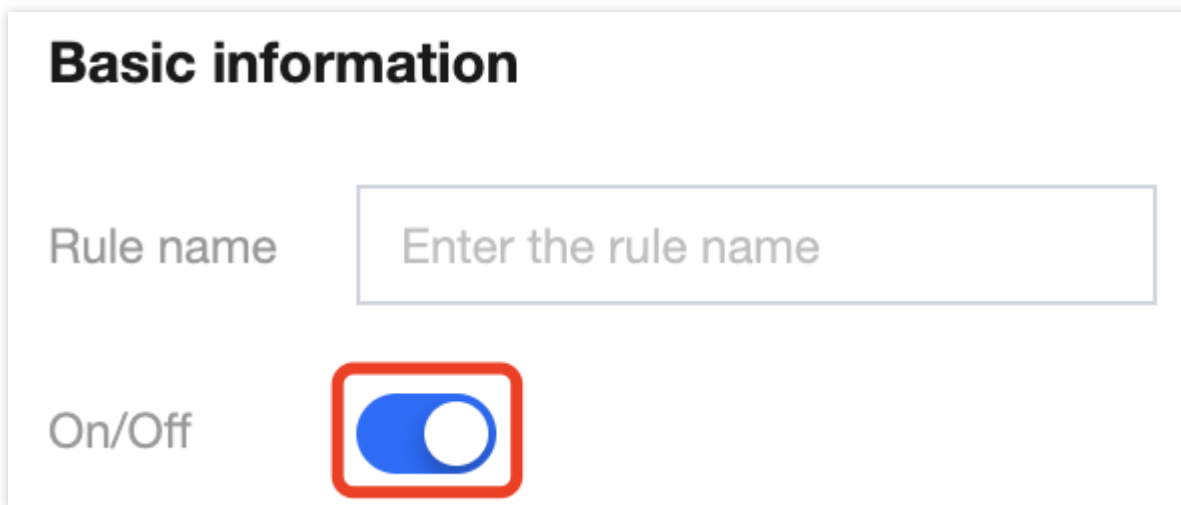 Basic information
Rule name
Enter the rule name
On/Off